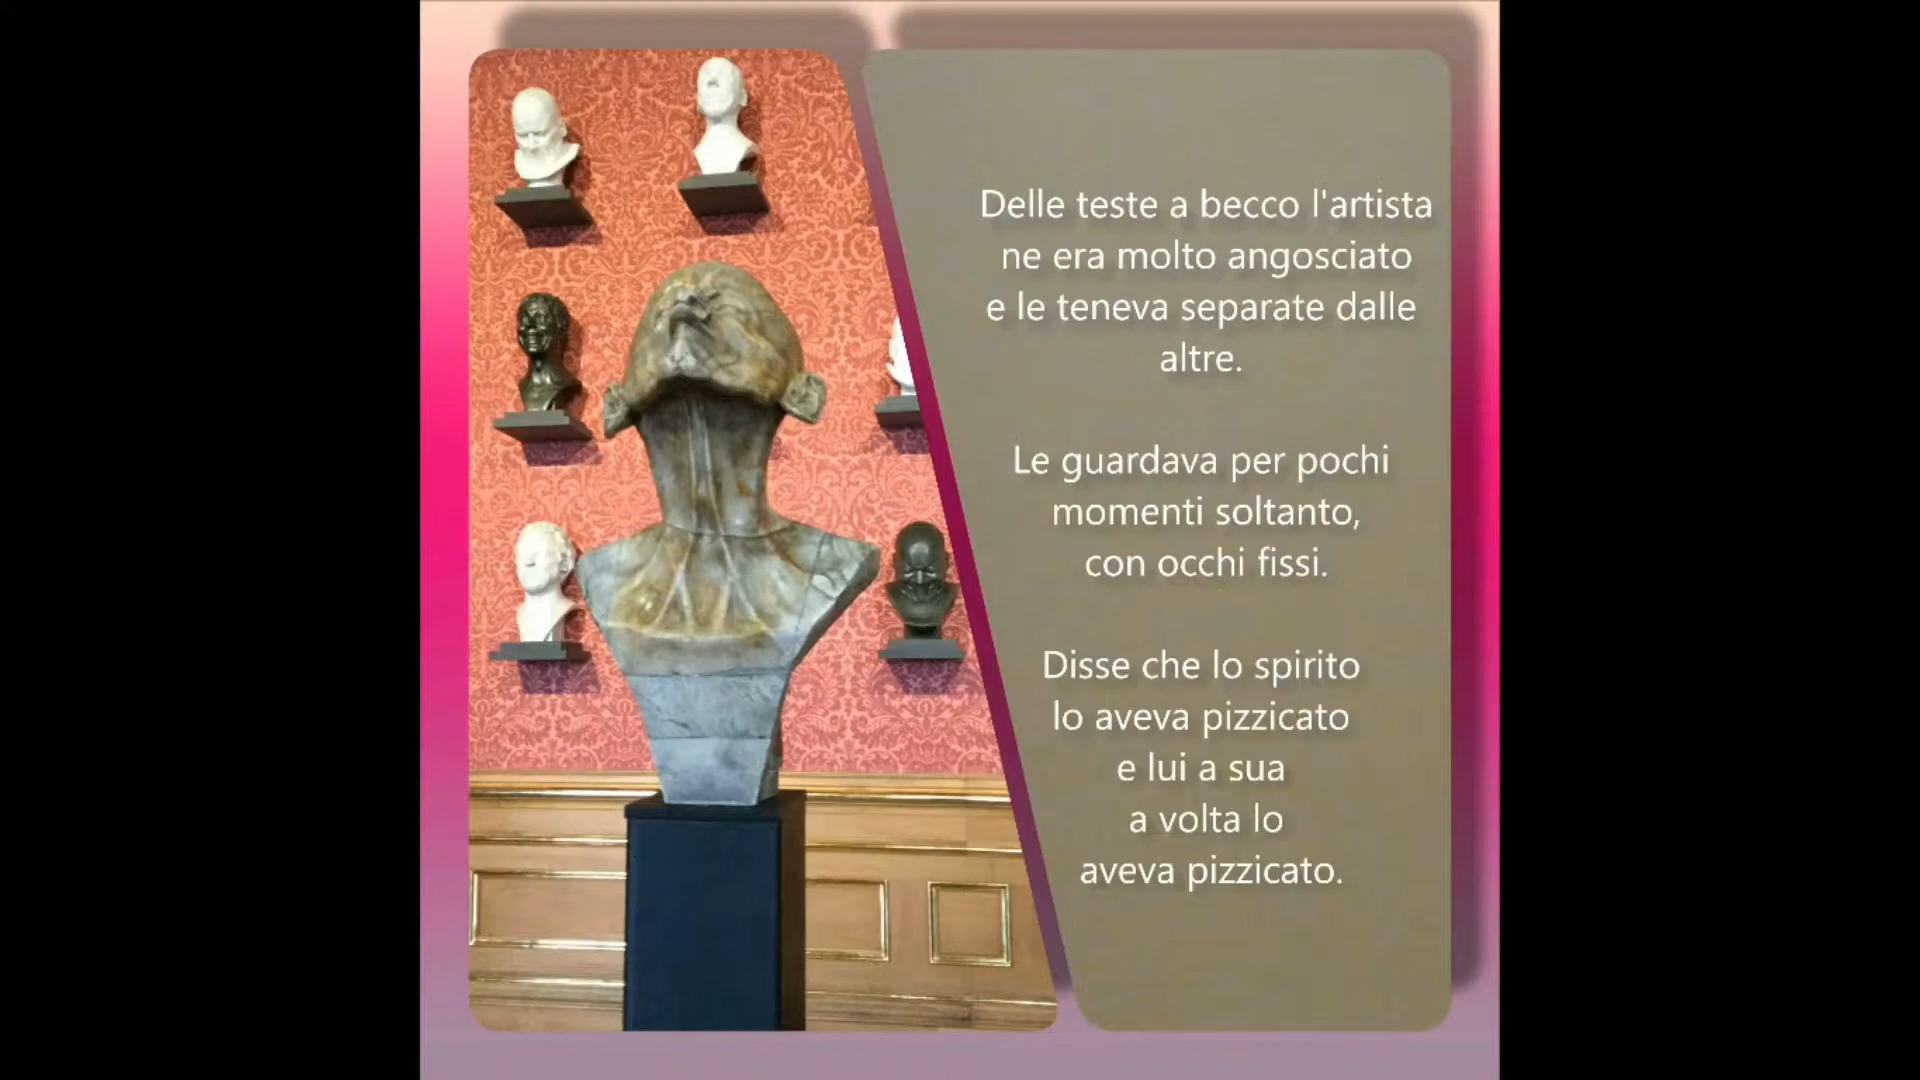 Delle teste a becco l'artista
ne era molto angosciato
e le teneva separate dalle
altre.
Le guardava per pochi
momenti soltanto,
con occhi fissi.
Disse che lo spirito
lo aveva pizzicato
e lui a sua
a volta lo
aveva pizzicato.